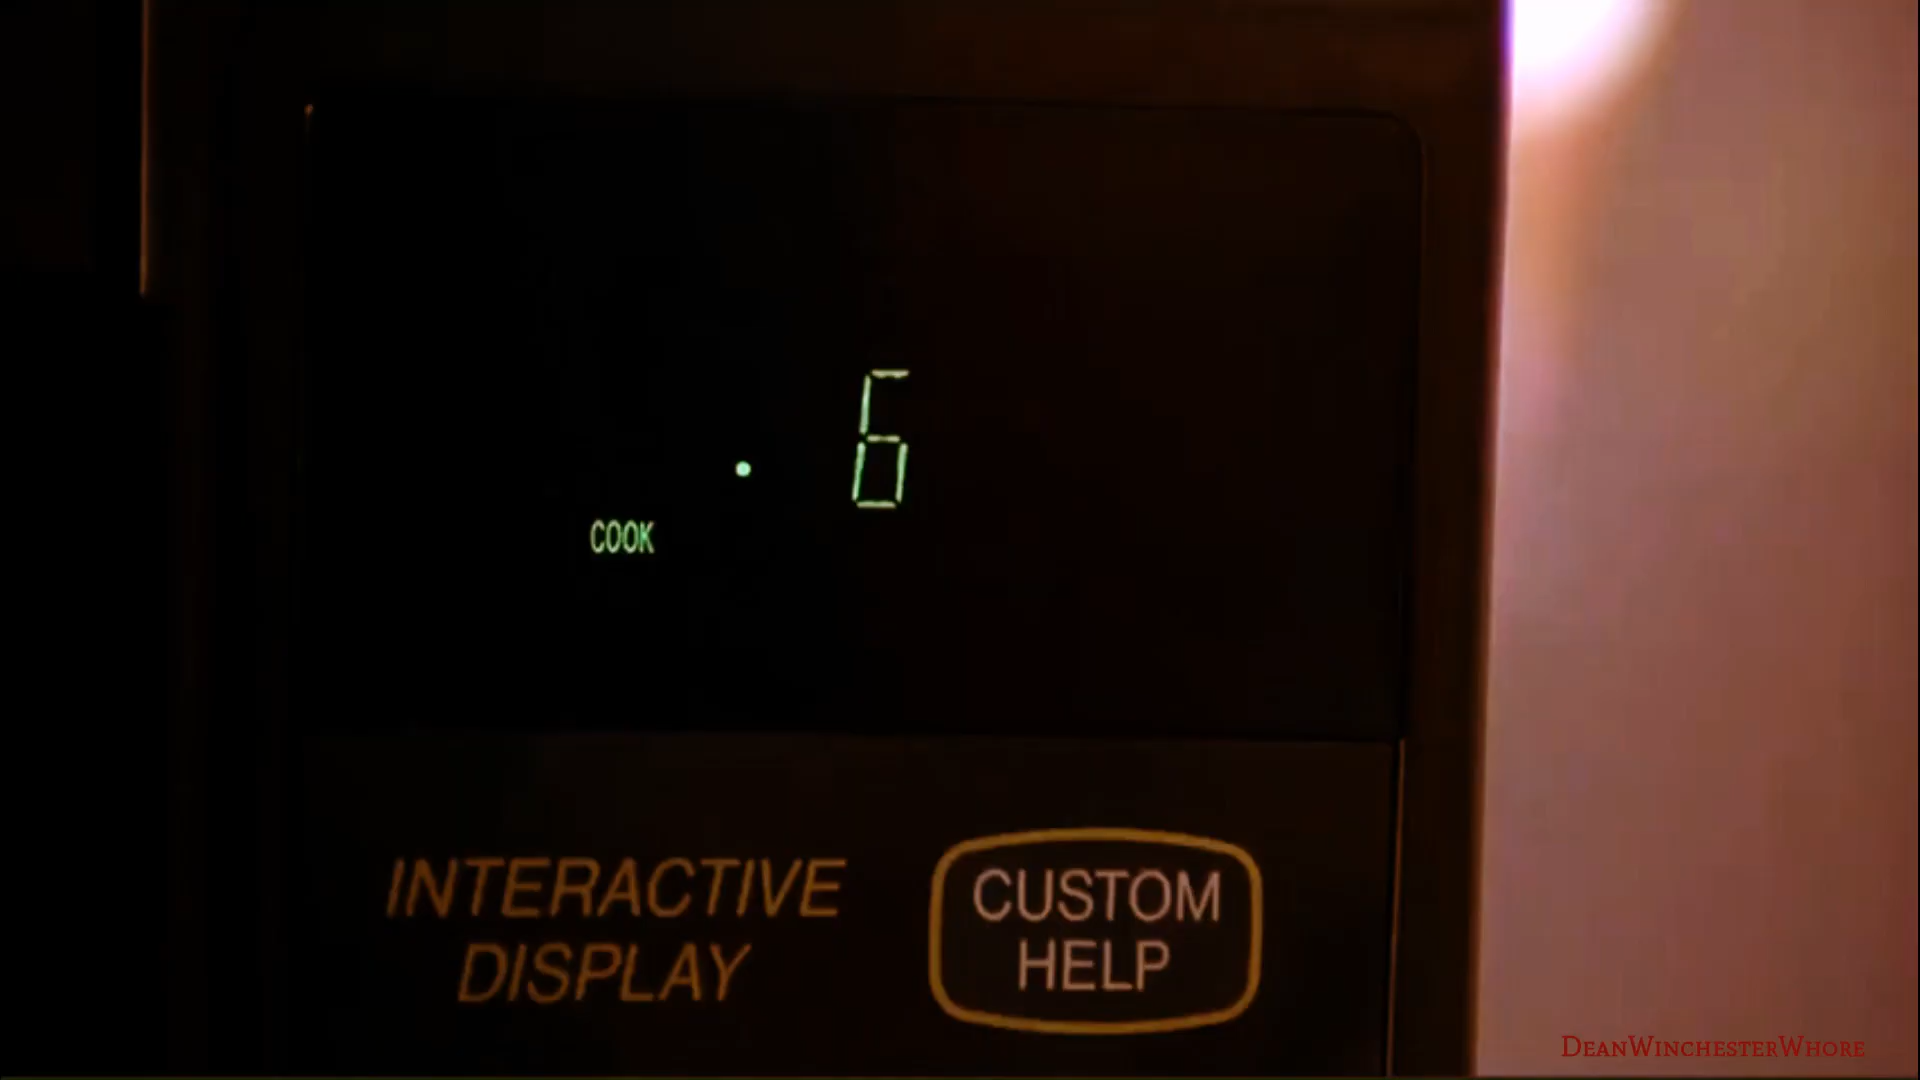 . 6
COOK
INTERACTIVE
DISPLAY
CUSTOM
HELP
DeanWinchesterWhore